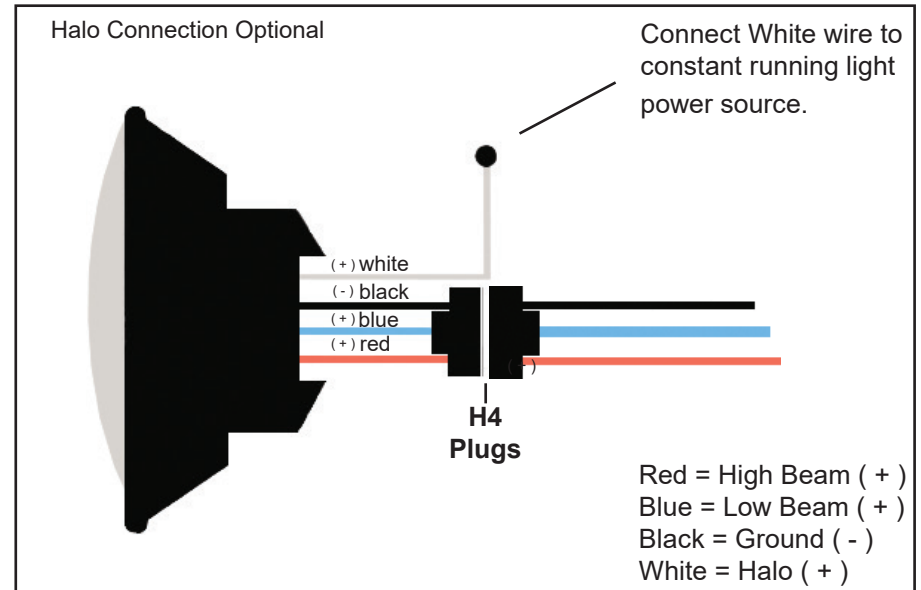 Halo Connection Optional
Connect White wire to
constant running light
power source.
( + ) white
( - ) black
( + ) blue
( + ) red
( + )
H4
Plugs
Red = High Beam ( + )
Blue = Low Beam ( + )
Black = Ground ( - )
White = Halo ( + )